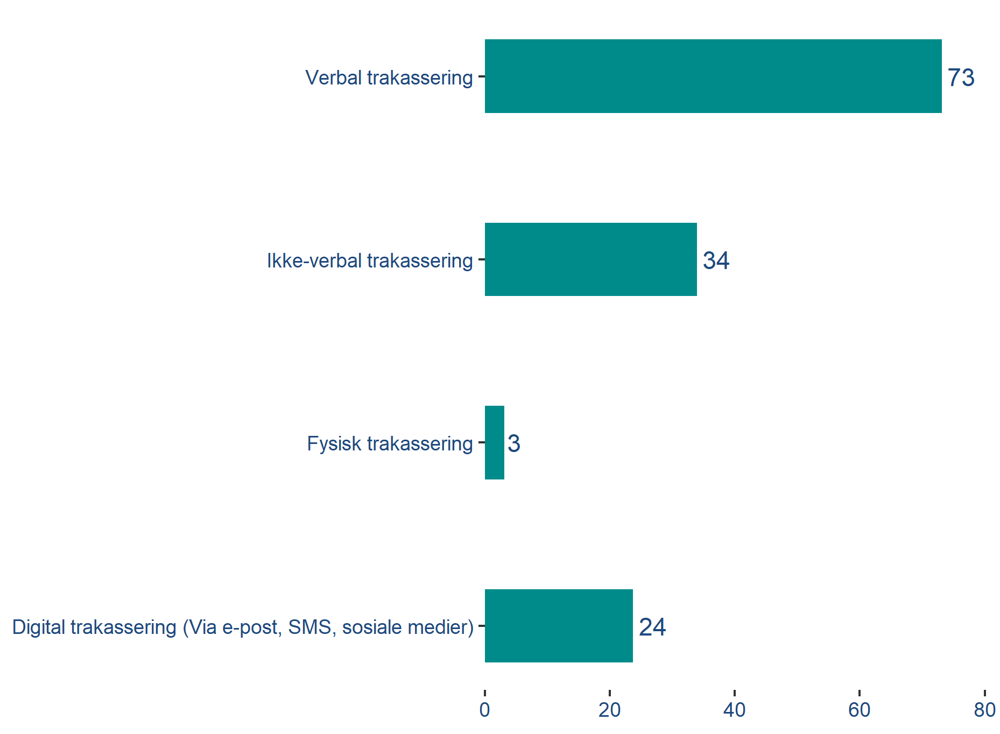 Verbal trakassering
73
Ikke-verbal trakassering
34
Fysisk trakassering
3
Digital trakassering (Via e-post, SMS, sosiale medier)
24
0 20 40 60 80